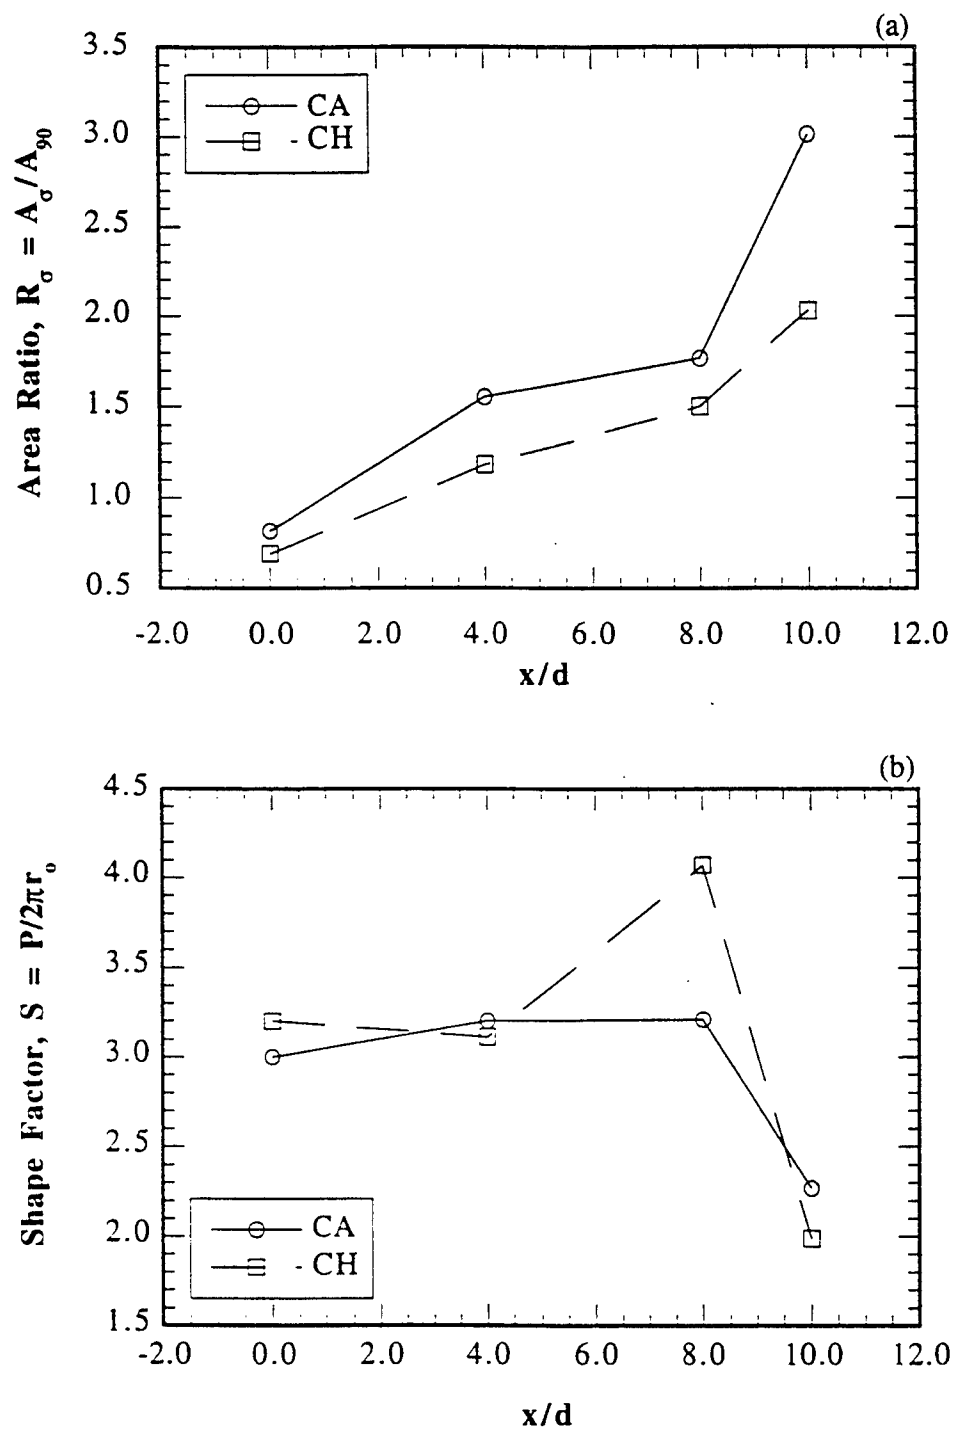 (a)
3.5
3.0
2.5
2.0
1.5
1.0
0.5
Area Ratio, Rσ = Aσ/A90
CA
- CH
-2.0 0.0 2.0 4.0 6.0 8.0 10.0 12.0
x/d
(b)
4.5
4.0
3.5
3.0
2.5
2.0
1.5
Shape Factor, S = P/2πro
CA
- CH
-2.0 0.0 2.0 4.0 6.0 8.0 10.0 12.0
x/d